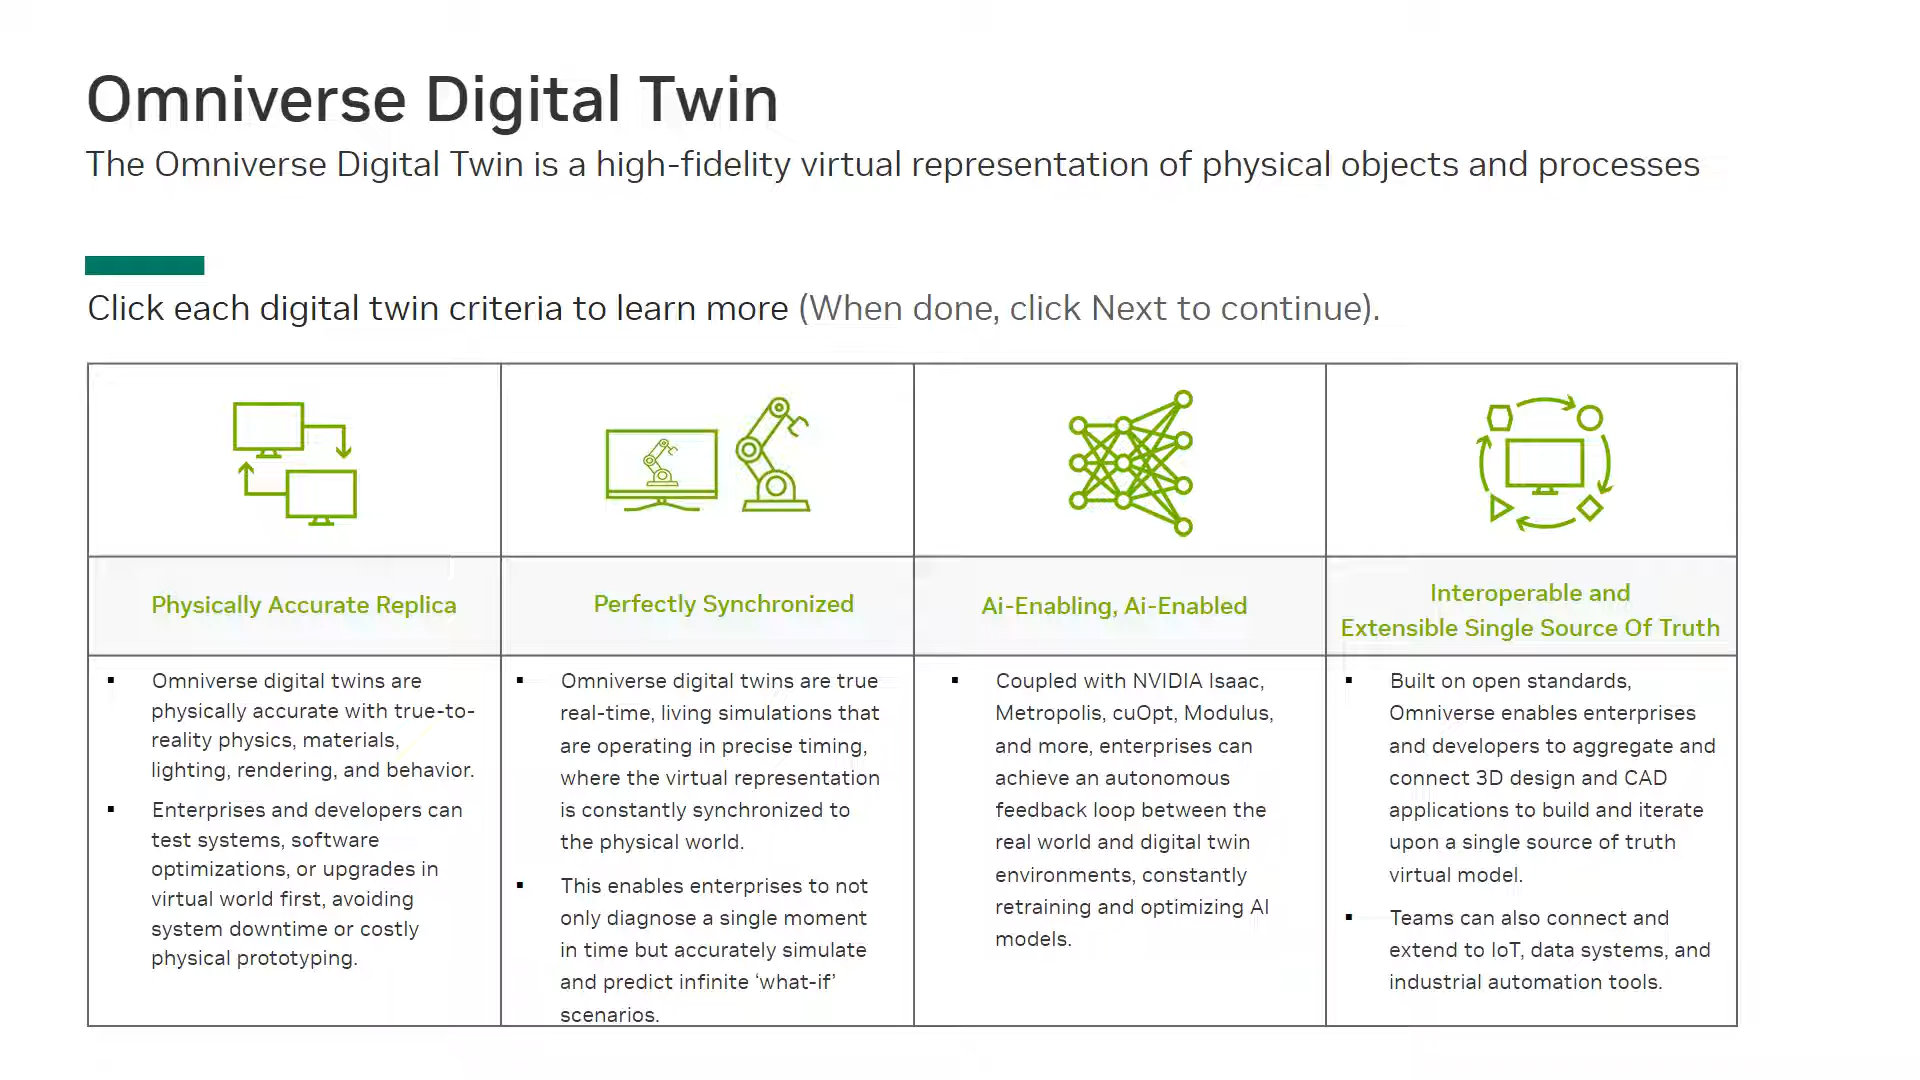 Omniverse Digital Twin
The Omniverse Digital Twin is a high-fidelity virtual representation of physical objects and processes
Click each digital twin criteria to learn more (When done, click Next to continue).
Physically Accurate Replica
▪ Omniverse digital twins are
physically accurate with true-to-
reality physics, materials,
lighting, rendering, and behavior.
▪ Enterprises and developers can
test systems, software
optimizations, or upgrades in
virtual world first, avoiding
system downtime or costly
physical prototyping.
Perfectly Synchronized
▪ Omniverse digital twins are true
real-time, living simulations that
are operating in precise timing,
where the virtual representation
is constantly synchronized to
the physical world.
▪ This enables enterprises to not
only diagnose a single moment
in time but accurately simulate
and predict infinite ‘what-if’
scenarios.
Ai-Enabling, Ai-Enabled
▪ Coupled with NVIDIA Isaac,
Metropolis, cuOpt, Modulus,
and more, enterprises can
achieve an autonomous
feedback loop between the
real world and digital twin
environments, constantly
retraining and optimizing AI
models.
Interoperable and
Extensible Single Source Of Truth
▪ Built on open standards,
Omniverse enables enterprises
and developers to aggregate and
connect 3D design and CAD
applications to build and iterate
upon a single source of truth
virtual model.
▪ Teams can also connect and
extend to IoT, data systems, and
industrial automation tools.